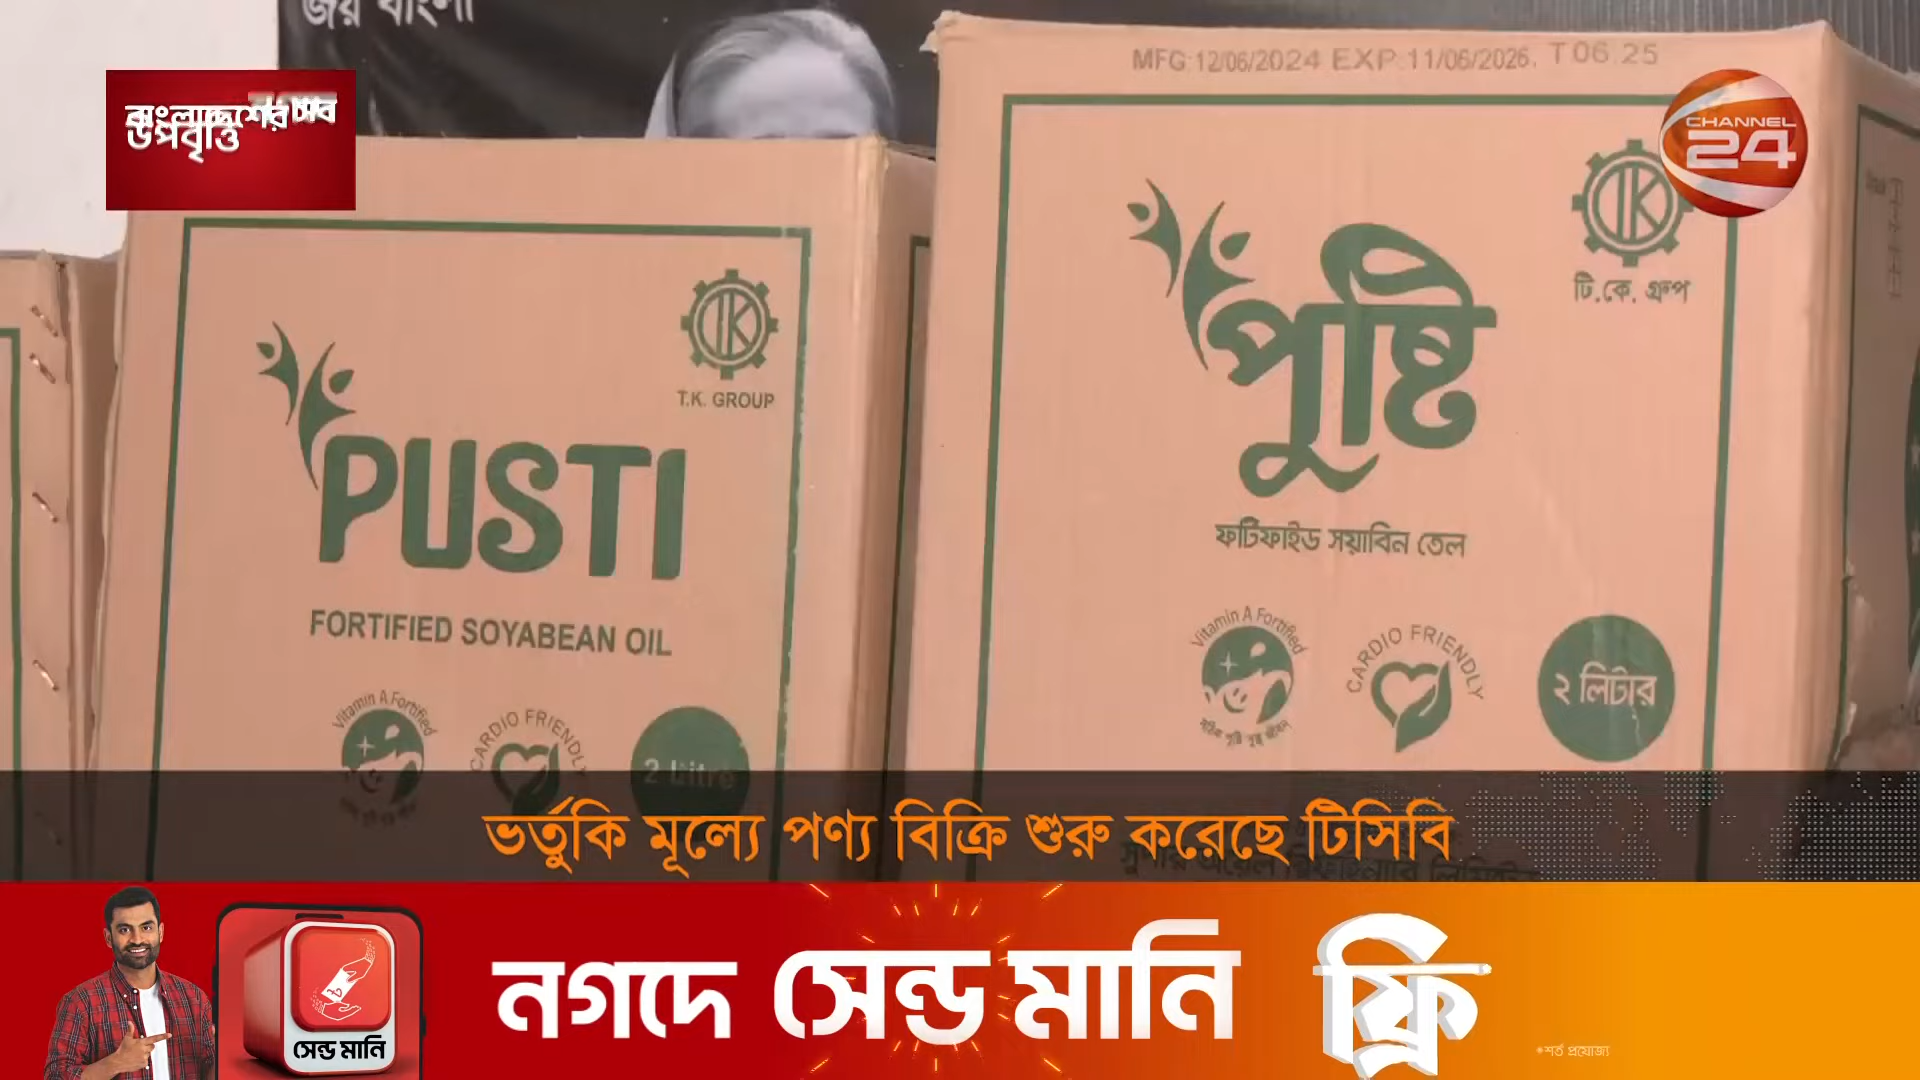 জয় বাংলা
MFG:12/06/2024 EXP:11/06/2026. T06:25
CHANNEL
24
উপবৃত্তি
টি.কে. গ্রুপ
T.K. GROUP
পুষ্টি
PUSTI
ফর্টিফাইড সয়াবিন তেল
FORTIFIED SOYABEAN OIL
Vitamin A Fortified
CARDIO FRIENDLY
২ লিটার
Vitamin A Fortified
CARDIO FRIENDLY
2 Litre
ভর্তুকি মূল্যে পণ্য বিক্রি শুরু করেছে টিসিবি
নগদে সেন্ড মানি ফ্রি
সেন্ড মানি
*শর্ত প্রযোজ্য